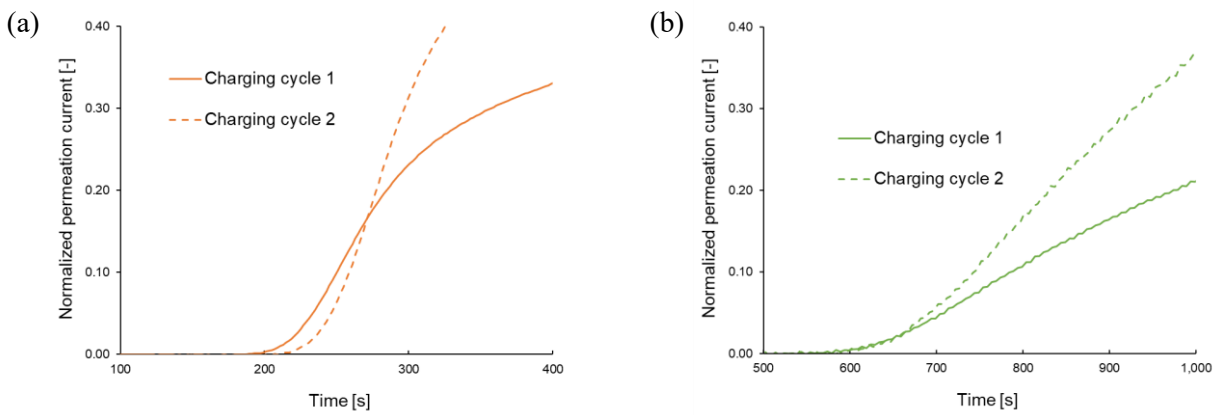 (a)
Normalized permeation current [-]
0.40
0.30
0.20
0.10
0.00
Charging cycle 1
Charging cycle 2
100
200
300
400
Time [s]
(b)
Normalized permeation current [-]
0.40
0.30
0.20
0.10
0.00
Charging cycle 1
Charging cycle 2
500
600
700
800
900
1,000
Time [s]